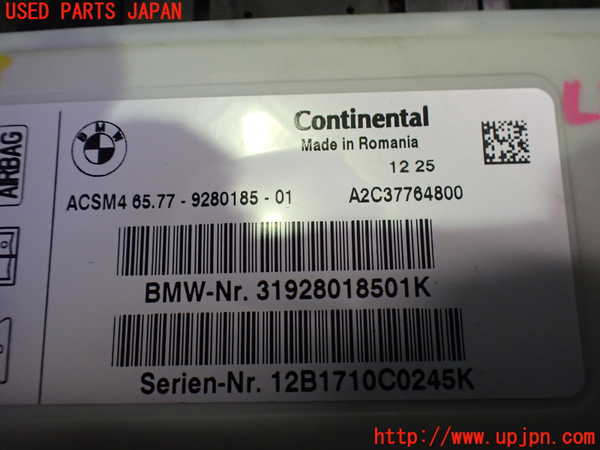 USED PARTS JAPAN
BMW
Continental
Made in Romania
12 25
AIRBAG
ACSM4 65.77 - 9280185 - 01
A2C37764800
BMW-Nr. 31928018501K
Serien-Nr. 12B1710C0245K
http://www.upjpn.com/